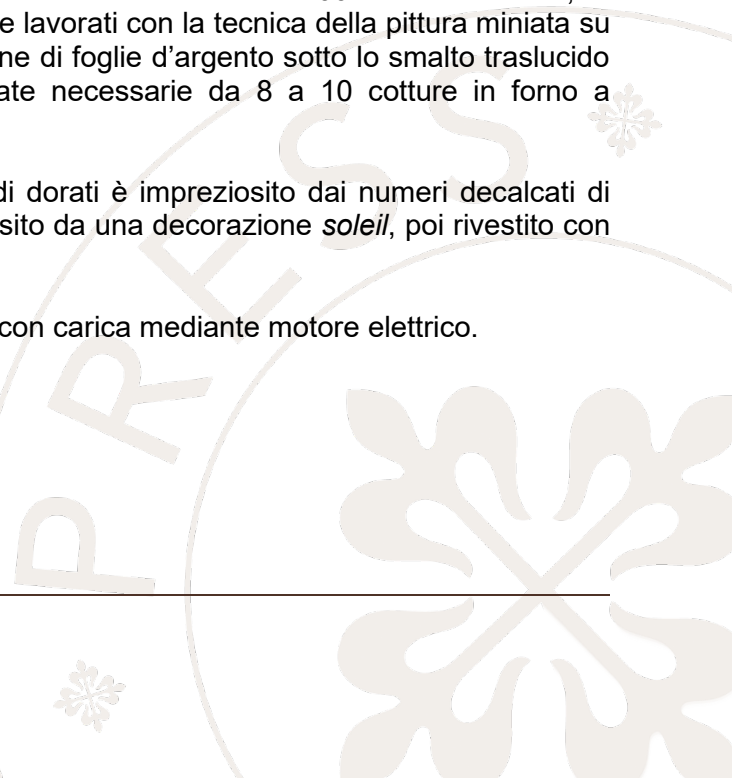 e lavorati con la tecnica della pittura miniata su
ne di foglie d’argento sotto lo smalto traslucido
ate necessarie da 8 a 10 cotture in forno a
di dorati è impreziosito dai numeri decalcati di
sito da una decorazione soleil, poi rivestito con
con carica mediante motore elettrico.
PRESS